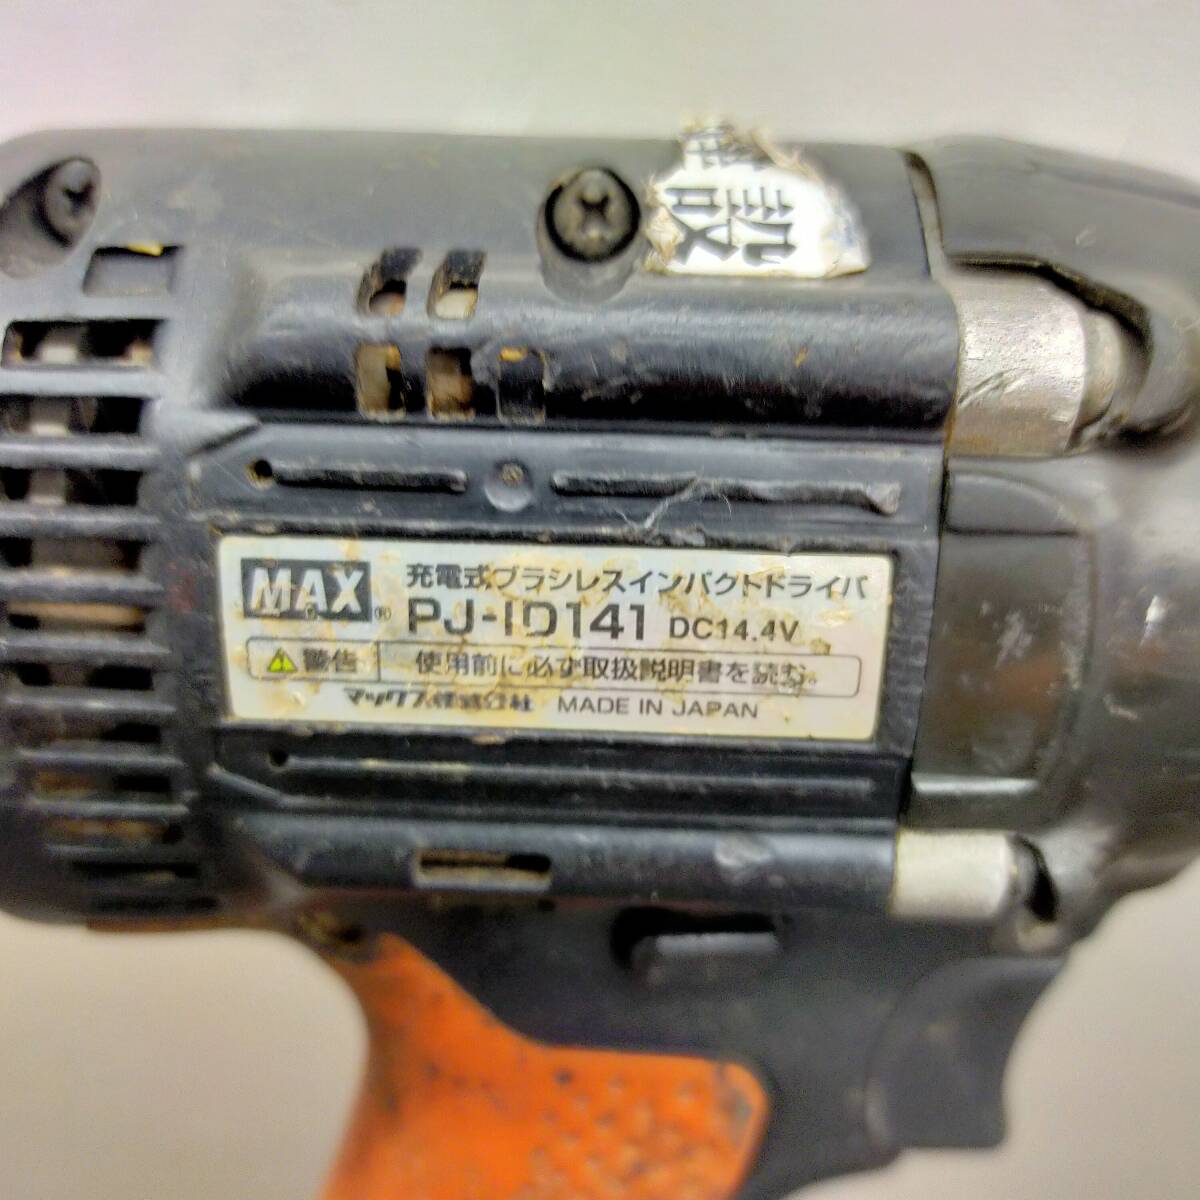 設
MAX® 充電式ブラシレスインパクトドライバ
PJ-ID141 DC14.4V
警告 使用前に必ず取扱説明書を読む。
マックス株式会社 MADE IN JAPAN